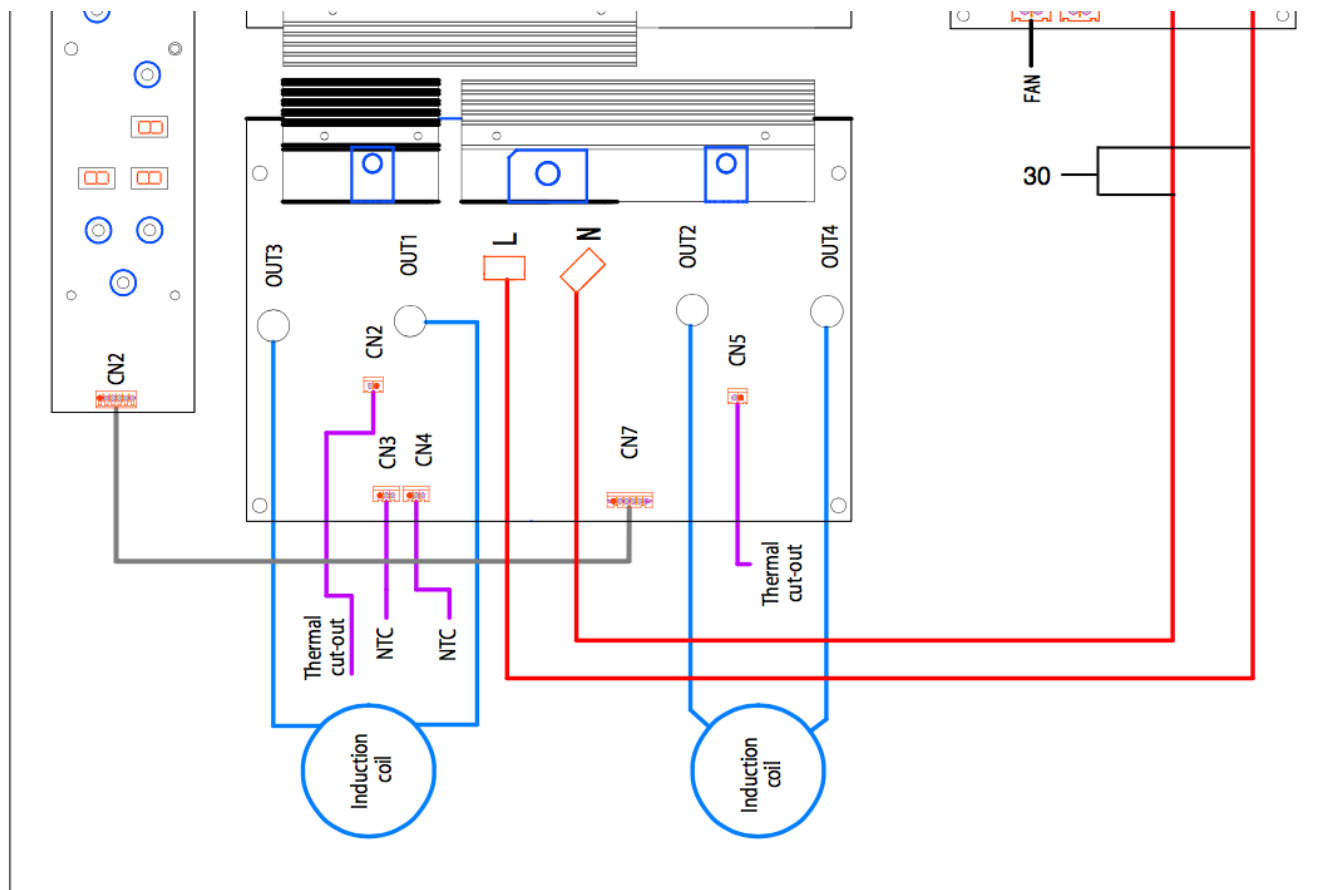 FAN
30
L
N
OUT3
OUT1
OUT2
OUT4
CN2
CN2
CN5
CN3
CN4
CN7
Thermal
cut-out
NTC
NTC
Thermal
cut-out
Induction
coil
Induction
coil